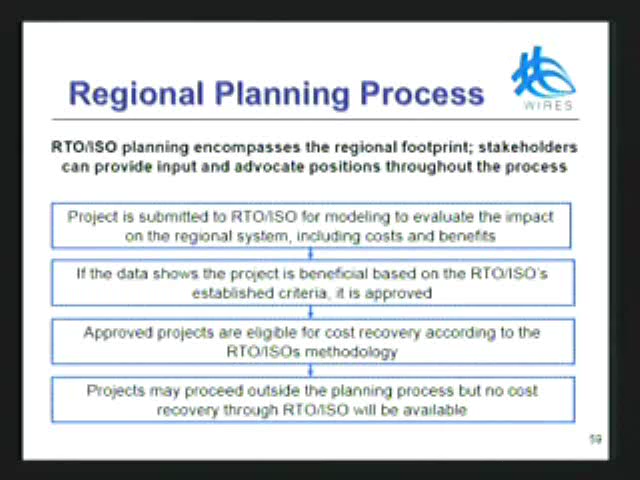 WIRES
Regional Planning Process
RTO/ISO planning encompasses the regional footprint; stakeholders
can provide input and advocate positions throughout the process
Project is submitted to RTO/ISO for modeling to evaluate the impact
on the regional system, including costs and benefits
If the data shows the project is beneficial based on the RTO/ISO's
established criteria, it is approved
Approved projects are eligible for cost recovery according to the
RTO/ISOs methodology
Projects may proceed outside the planning process but no cost
recovery through RTO/ISO will be available
59